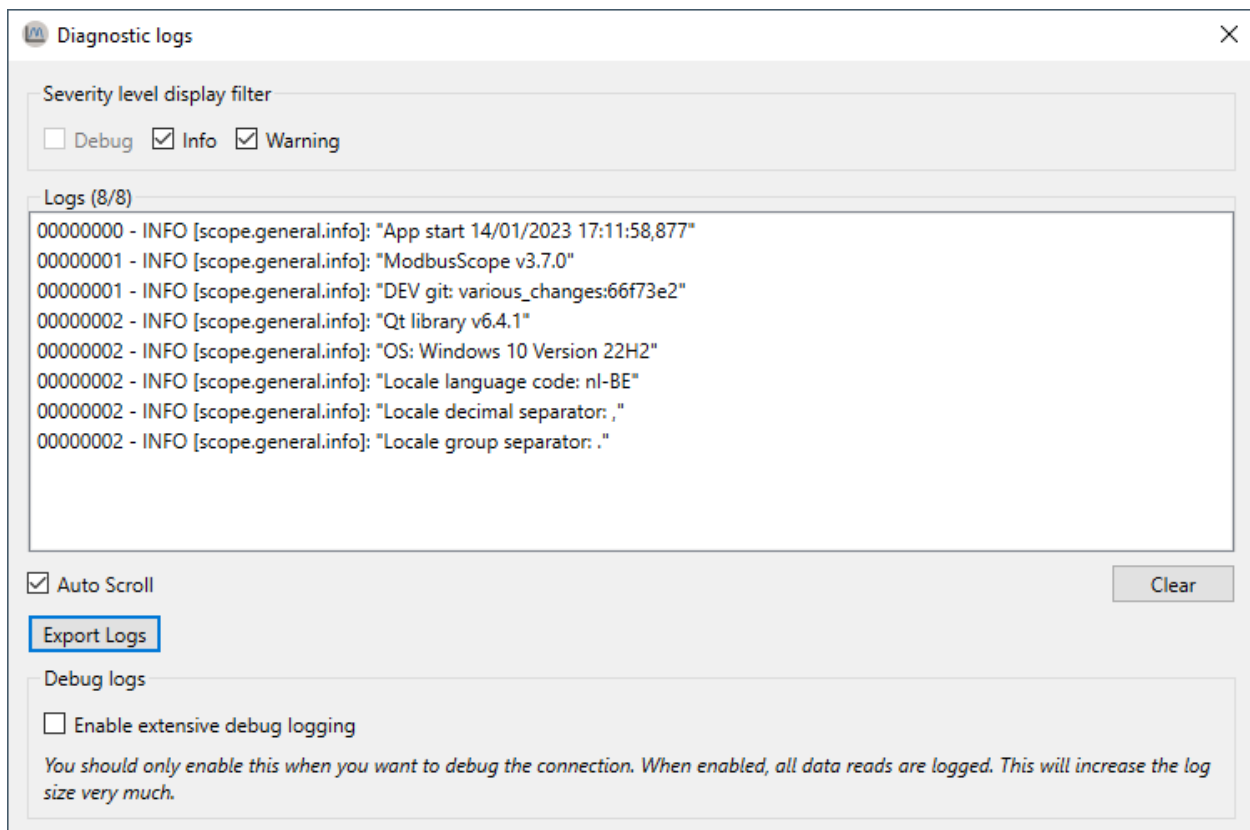 Diagnostic logs
Severity level display filter
Debug Info Warning
Logs (8/8)
00000000 - INFO [scope.general.info]: "App start 14/01/2023 17:11:58,877"
00000001 - INFO [scope.general.info]: "ModbusScope v3.7.0"
00000001 - INFO [scope.general.info]: "DEV git: various_changes:66f73e2"
00000002 - INFO [scope.general.info]: "Qt library v6.4.1"
00000002 - INFO [scope.general.info]: "OS: Windows 10 Version 22H2"
00000002 - INFO [scope.general.info]: "Locale language code: nl-BE"
00000002 - INFO [scope.general.info]: "Locale decimal separator: ,"
00000002 - INFO [scope.general.info]: "Locale group separator: ."
Auto Scroll
Clear
Export Logs
Debug logs
Enable extensive debug logging
You should only enable this when you want to debug the connection. When enabled, all data reads are logged. This will increase the log
size very much.